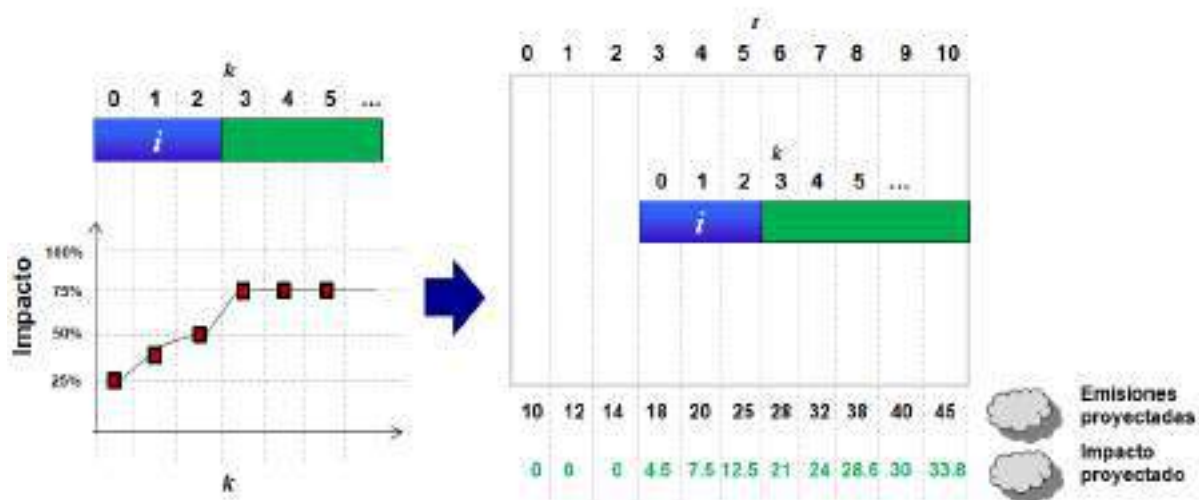 k
0 1 2 3 4 5 ...
i
Impacto
100%
75%
50%
25%
k
t
0 1 2 3 4 5 6 7 8 9 10
k
0 1 2 3 4 5 ...
i
10 12 14 18 20 25 28 32 38 40 45
Emisiones
proyectadas
0 0 0 4.5 7.5 12.5 21 24 28.5 30 33.8
Impacto
proyectado